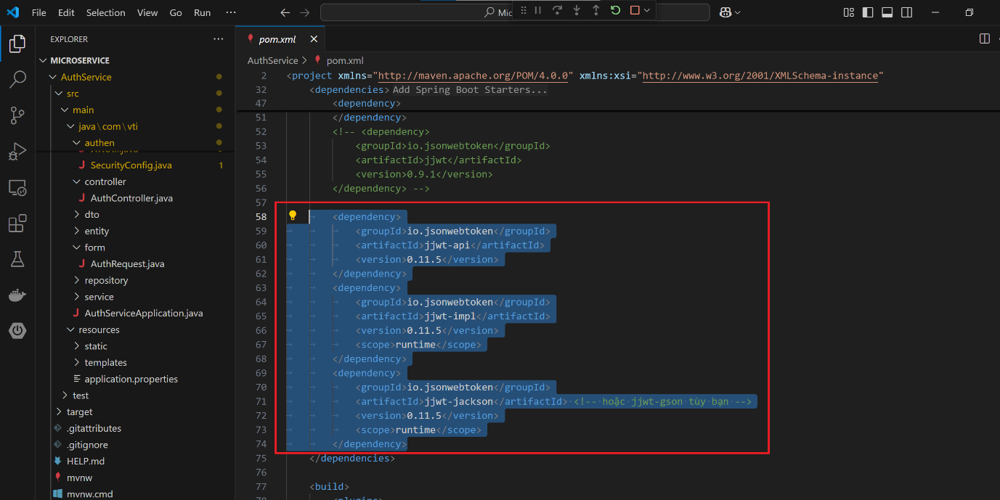 File Edit Selection View Go Run ···
Mic
EXPLORER ···
MICROSERVICE
AuthService
src
main
java\com\vti
authen
SecurityConfig.java 1
controller
AuthController.java
dto
entity
form
AuthRequest.java
repository
service
AuthServiceApplication.java
resources
static
templates
application.properties
test
target
.gitattributes
.gitignore
HELP.md
mvnw
mvnw.cmd
pom.xml
AuthService > pom.xml
2 <project xmlns="http://maven.apache.org/POM/4.0.0" xmlns:xsi="http://www.w3.org/2001/XMLSchema-instance"
32 <dependencies> Add Spring Boot Starters...
47 <dependency>
51 </dependency>
52 <!-- <dependency>
53 <groupId>io.jsonwebtoken</groupId>
54 <artifactId>jjwt</artifactId>
55 <version>0.9.1</version>
56 </dependency> -->
57
58 <dependency>
59 <groupId>io.jsonwebtoken</groupId>
60 <artifactId>jjwt-api</artifactId>
61 <version>0.11.5</version>
62 </dependency>
63 <dependency>
64 <groupId>io.jsonwebtoken</groupId>
65 <artifactId>jjwt-impl</artifactId>
66 <version>0.11.5</version>
67 <scope>runtime</scope>
68 </dependency>
69 <dependency>
70 <groupId>io.jsonwebtoken</groupId>
71 <artifactId>jjwt-jackson</artifactId> <!-- hoặc jjwt-gson tùy bạn -->
72 <version>0.11.5</version>
73 <scope>runtime</scope>
74 </dependency>
75 </dependencies>
76
77 <build>
78 <plugins>